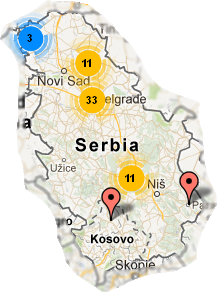 3
11
Novi Sad
33
elgrade
Serbia
Užice
11
Niš
Kosovo
Skopje